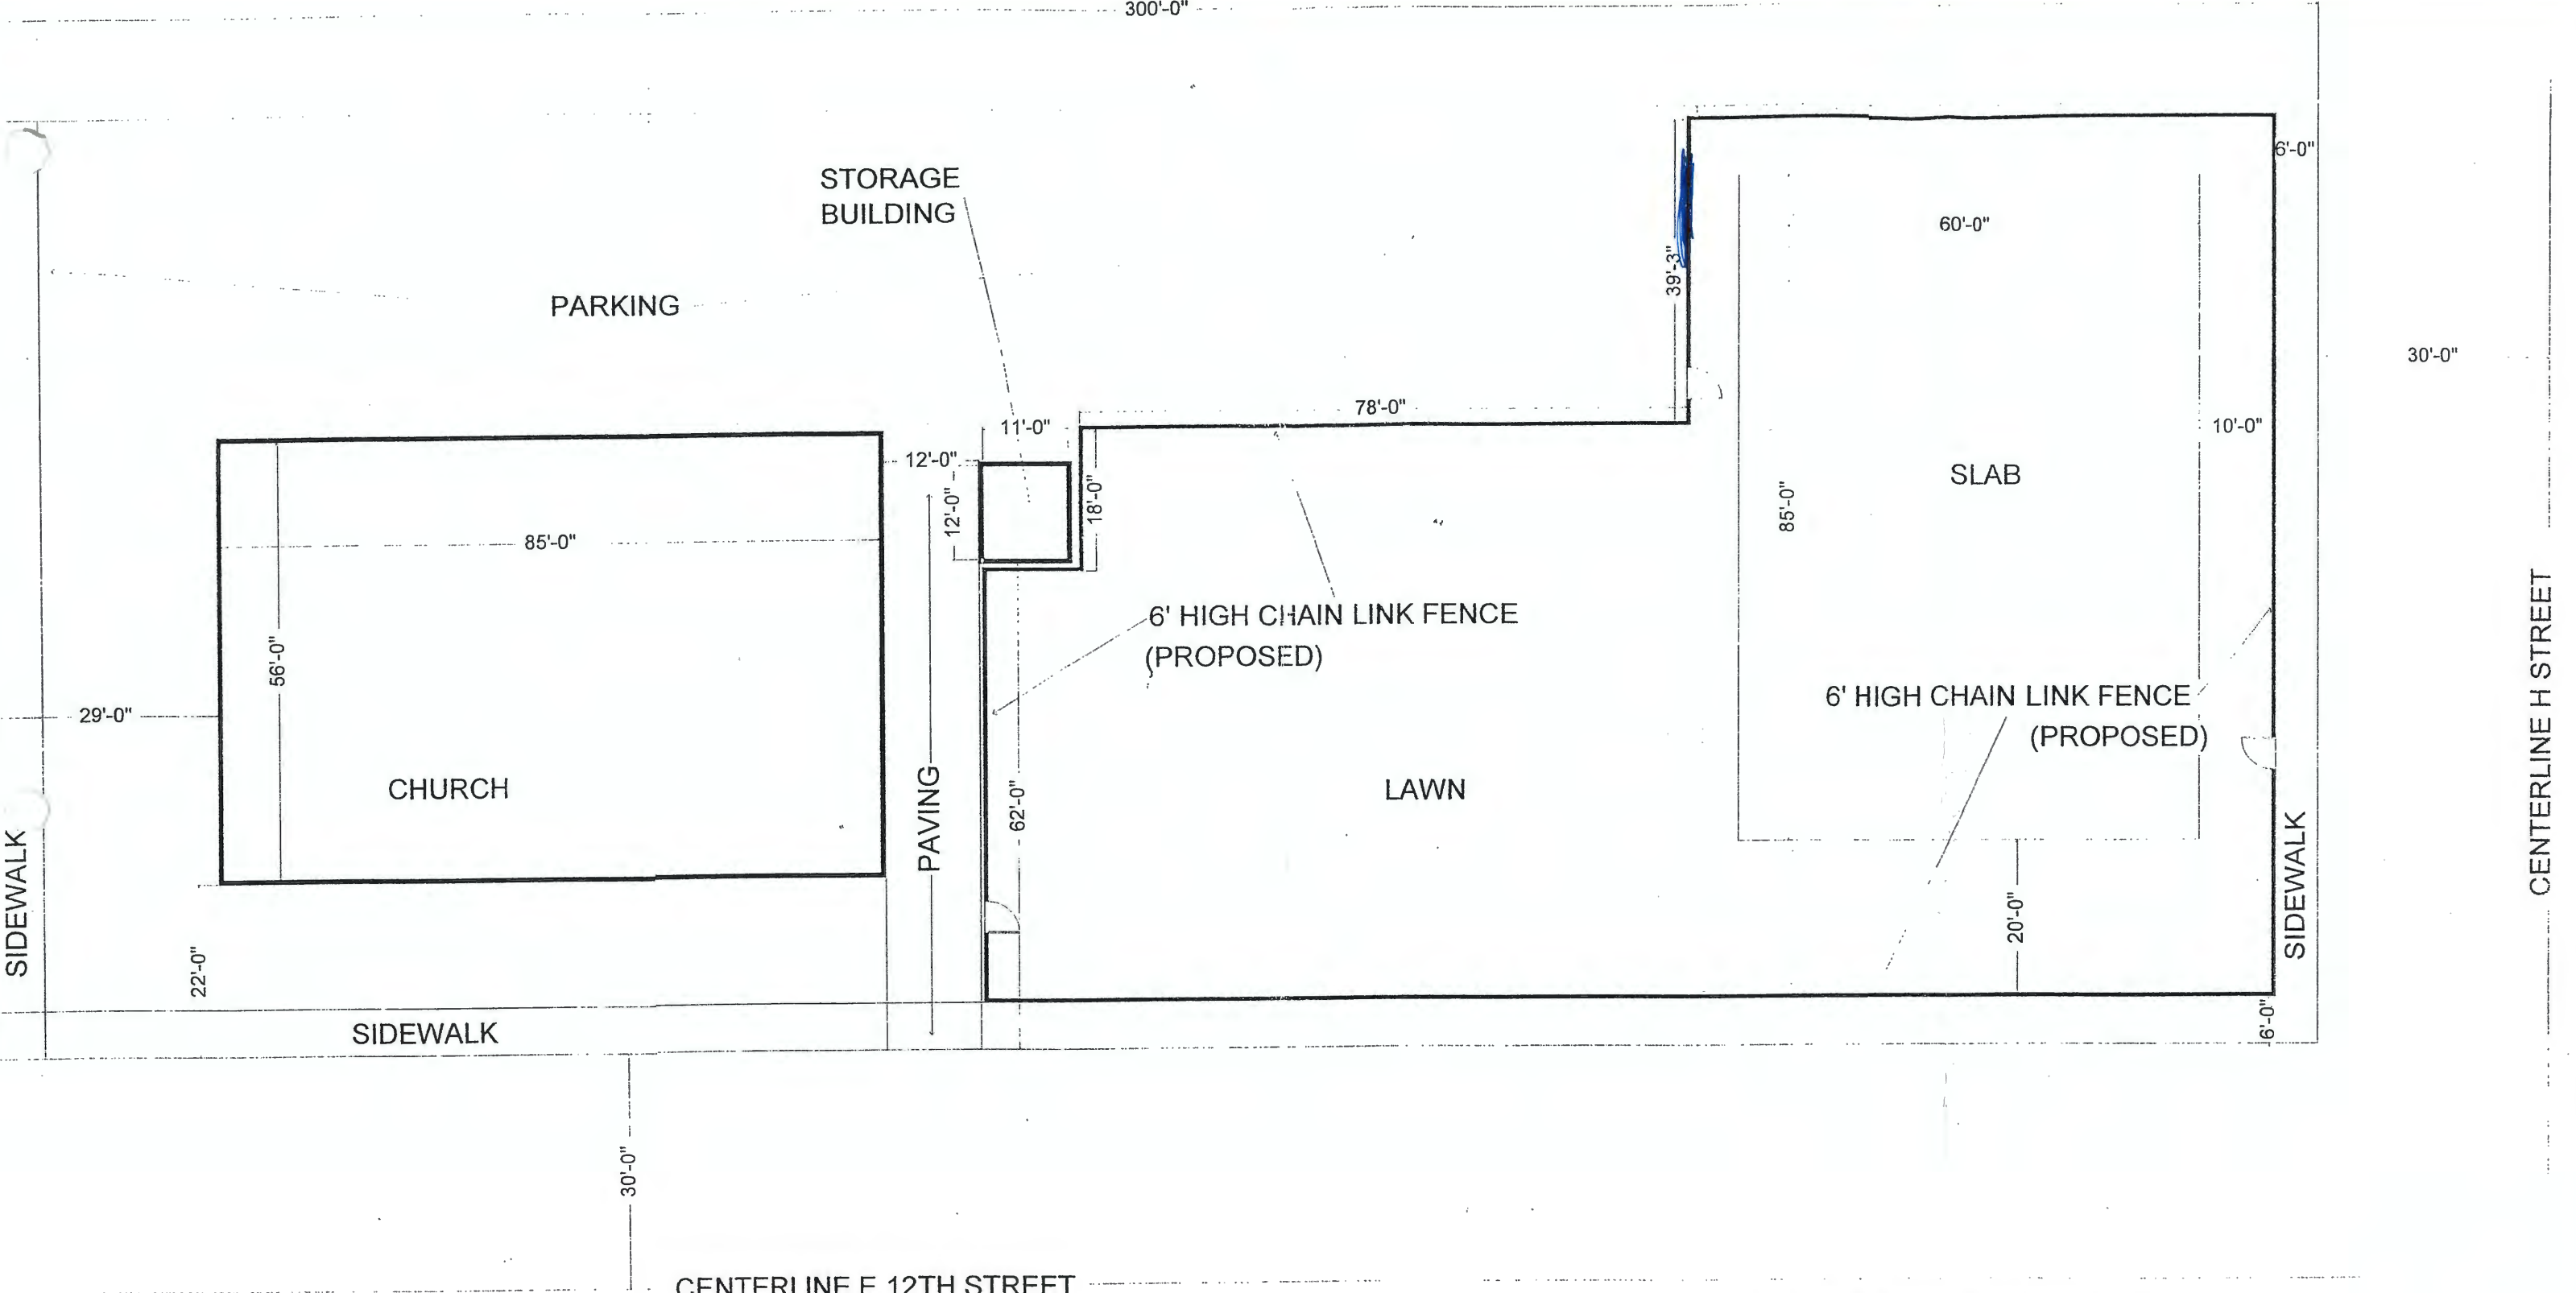 300'-0"
6'-0"
STORAGE
BUILDING
60'-0"
39'-3"
PARKING
30'-0"
78'-0"
11'-0"
10'-0"
12'-0"
SLAB
12'-0"
18'-0"
85'-0"
85'-0"
6' HIGH CHAIN LINK FENCE
(PROPOSED)
56'-0"
6' HIGH CHAIN LINK FENCE
(PROPOSED)
29'-0"
CENTERLINE H STREET
CHURCH
PAVING
62'-0"
LAWN
SIDEWALK
SIDEWALK
20'-0"
22'-0"
6'-0"
SIDEWALK
30'-0"
CENTERLINE E 12TH STREET